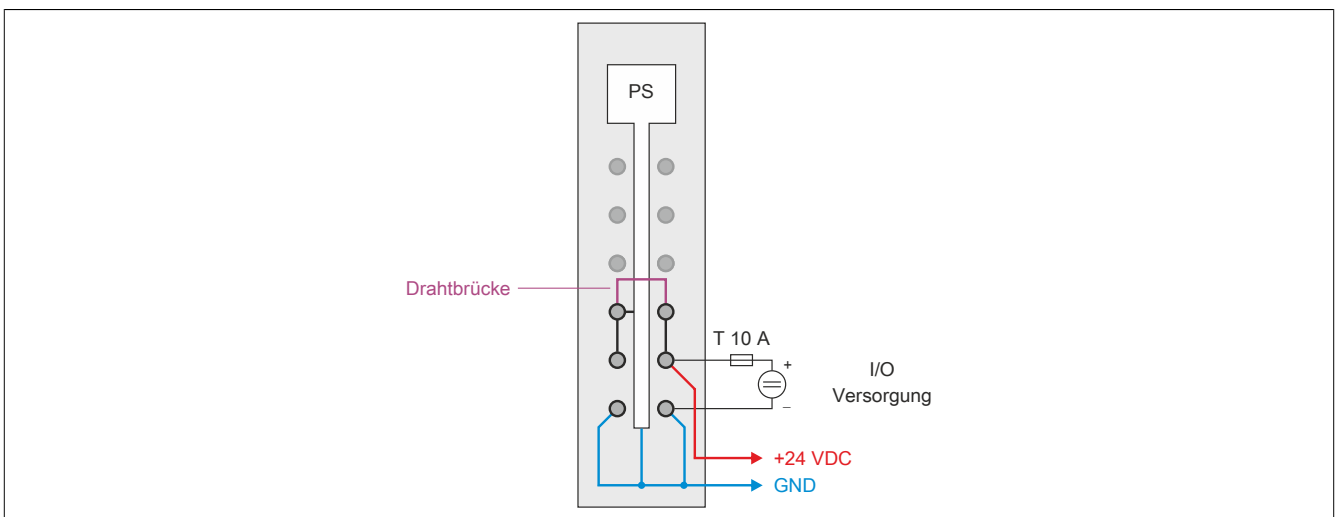 PS
Drahtbrücke
T 10 A
+
I/O
Versorgung
–
+24 VDC
GND